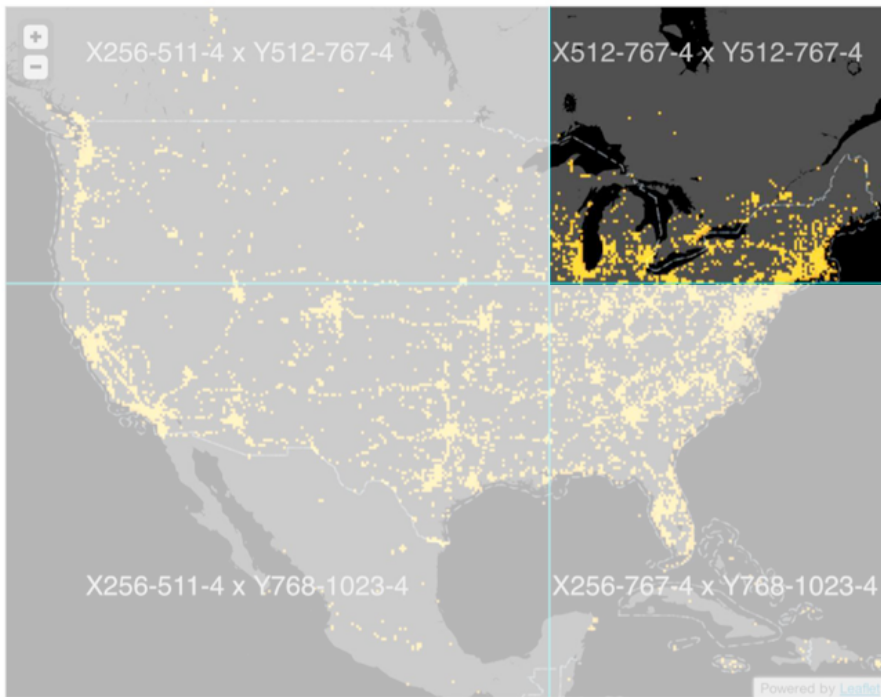 +
X256-511-4 x Y512-767-4
X512-767-4 x Y512-767-4
−
X256-511-4 x Y768-1023-4
X256-767-4 x Y768-1023-4
Powered by Leaflet